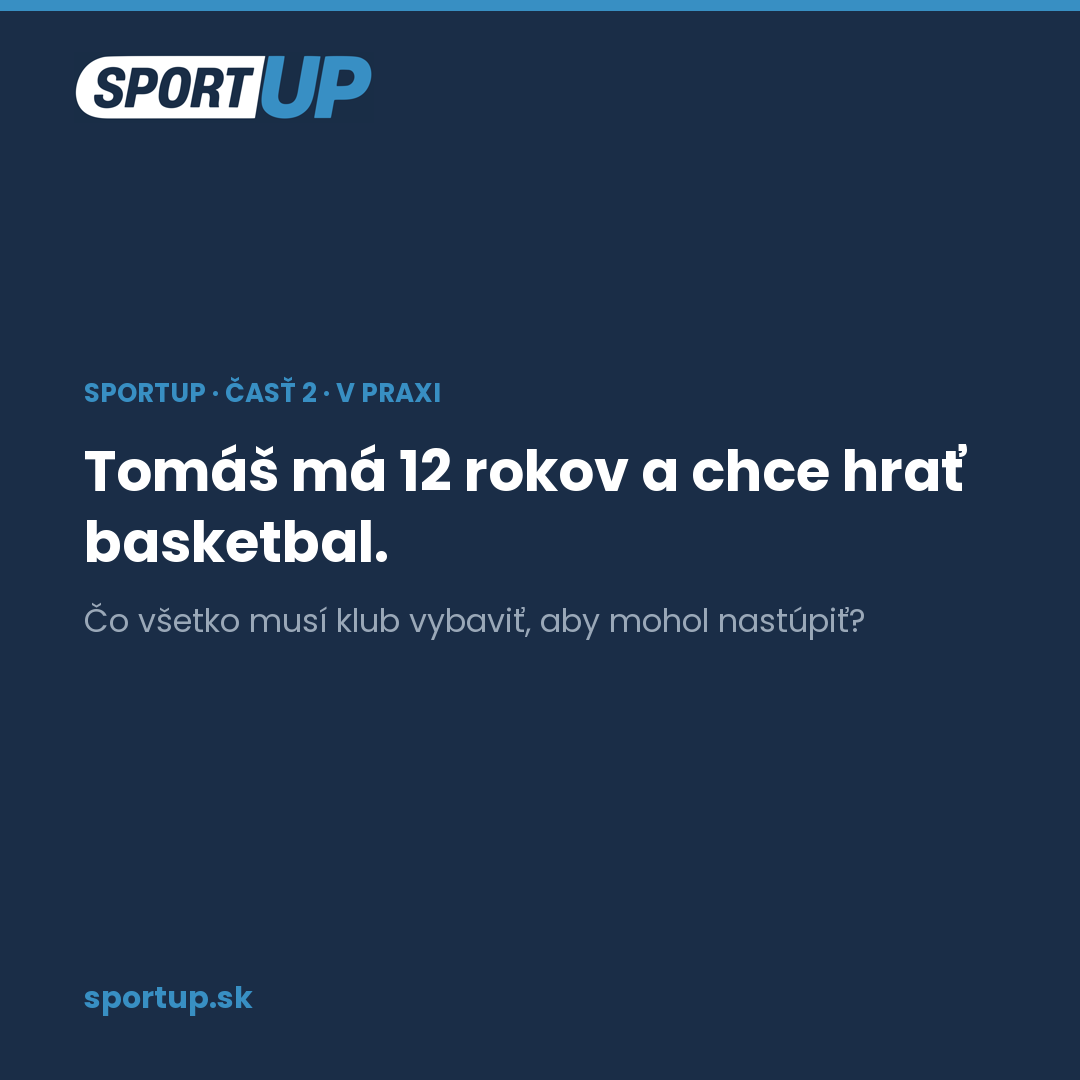 SPORTUP
SPORTUP · ČASŤ 2 · V PRAXI
Tomáš má 12 rokov a chce hrať
basketbal.
Čo všetko musí klub vybaviť, aby mohol nastúpiť?
sportup.sk